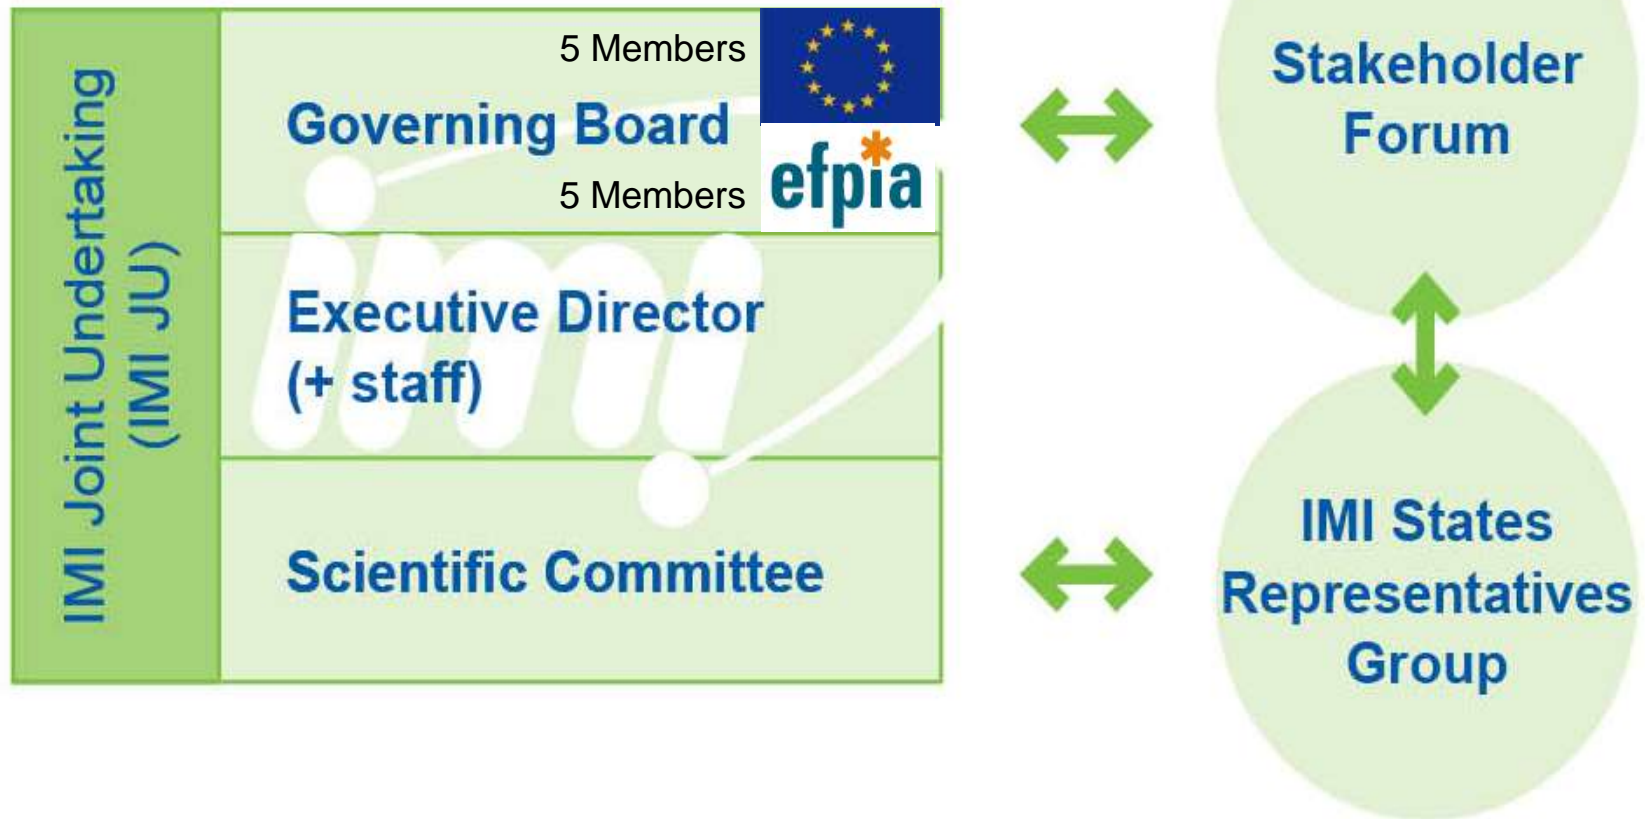 IMI Joint Undertaking
(IMI JU)
5 Members
Governing Board
5 Members
efpia
imi
Executive Director
(+ staff)
Scientific Committee
Stakeholder
Forum
IMI States
Representatives
Group